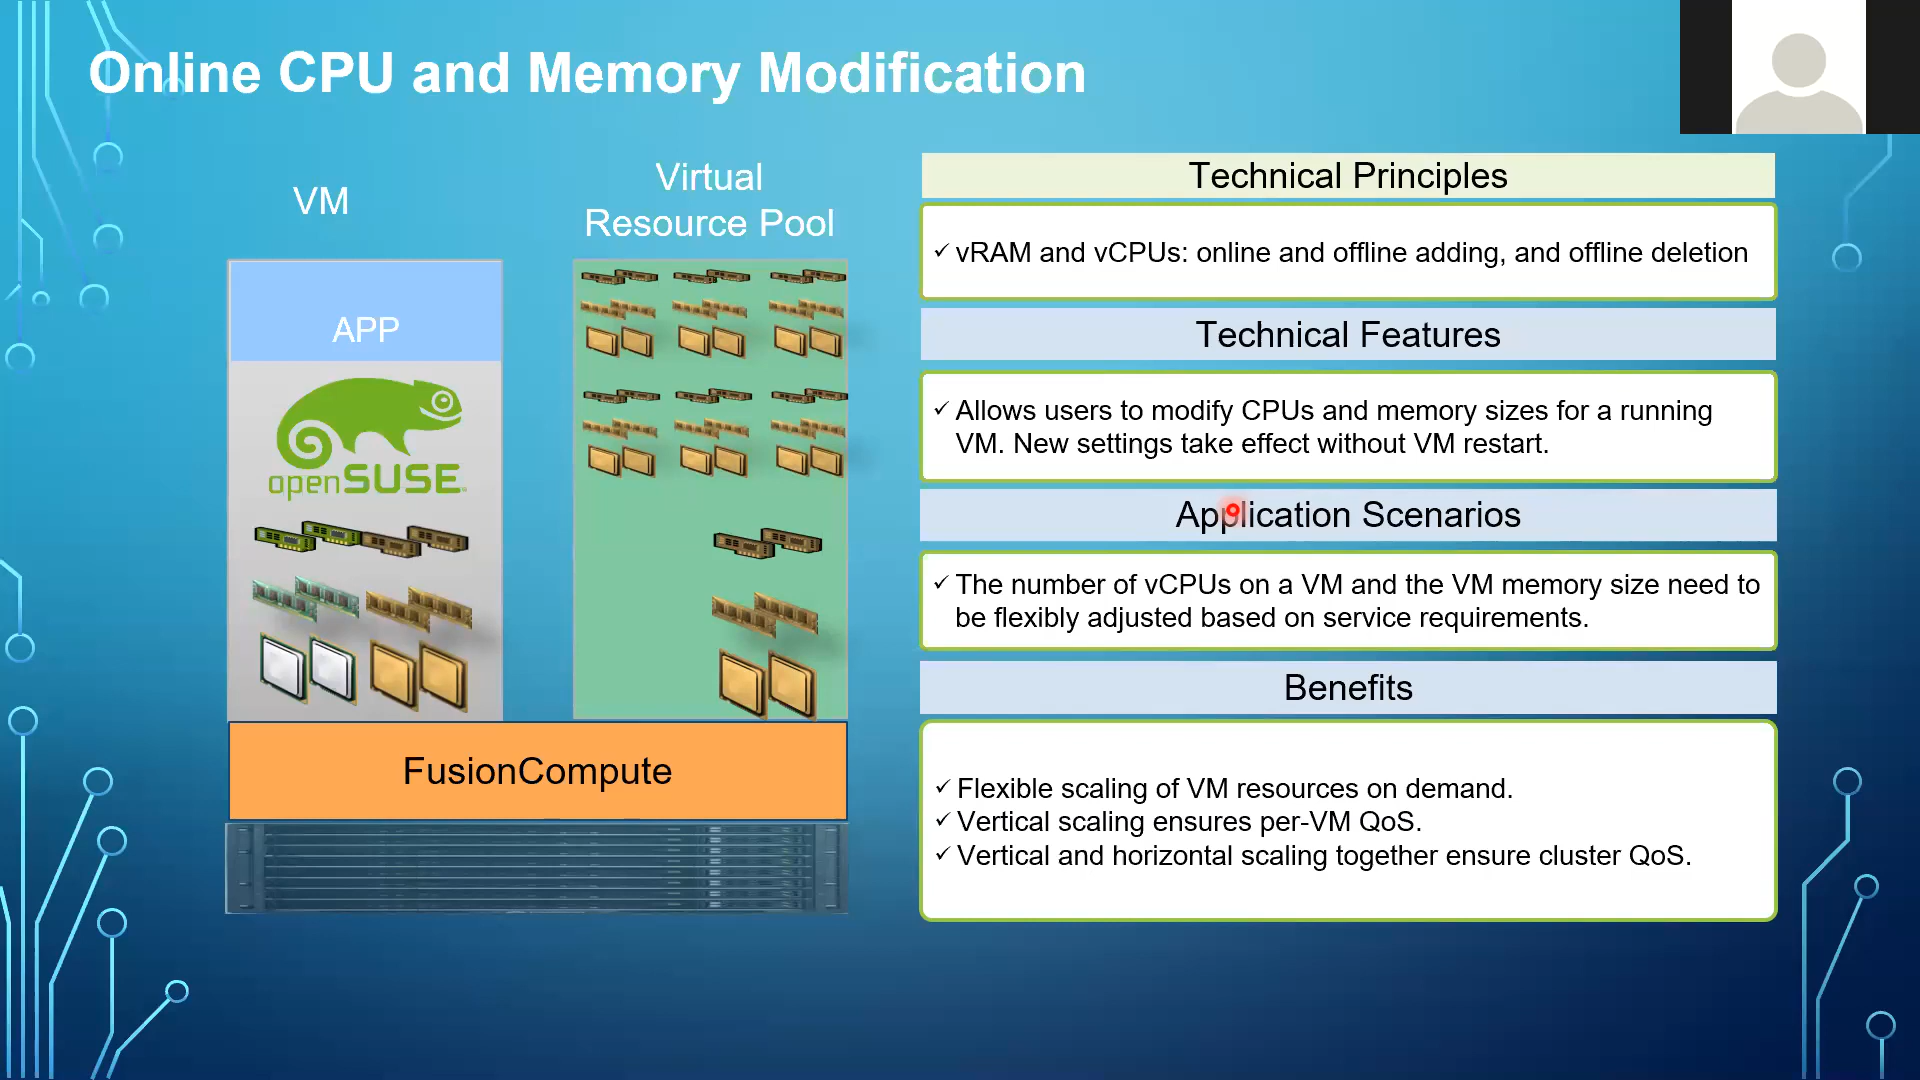 Online CPU and Memory Modification
VM
Virtual
Resource Pool
APP
openSUSE
FusionCompute
Technical Principles
✓ vRAM and vCPUs: online and offline adding, and offline deletion
Technical Features
✓ Allows users to modify CPUs and memory sizes for a running
VM. New settings take effect without VM restart.
Application Scenarios
✓ The number of vCPUs on a VM and the VM memory size need to
be flexibly adjusted based on service requirements.
Benefits
✓ Flexible scaling of VM resources on demand.
✓ Vertical scaling ensures per-VM QoS.
✓ Vertical and horizontal scaling together ensure cluster QoS.